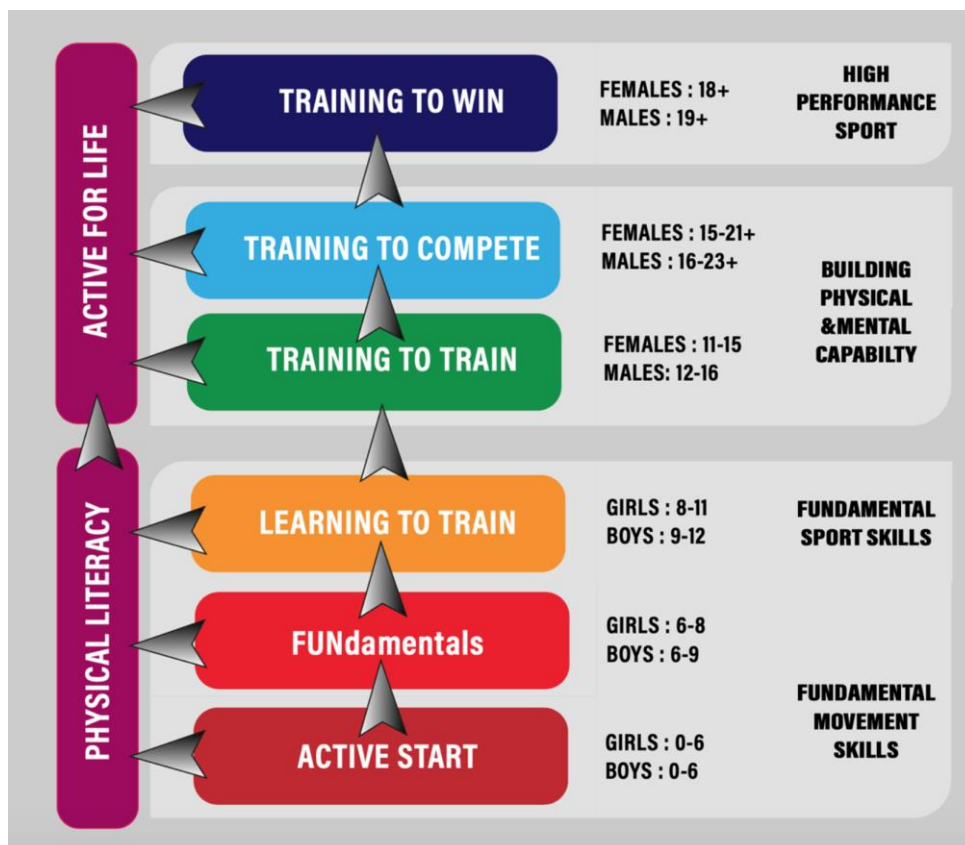 ACTIVE FOR LIFE
PHYSICAL LITERACY
TRAINING TO WIN
FEMALES : 18+
MALES : 19+
HIGH
PERFORMANCE
SPORT
TRAINING TO COMPETE
FEMALES : 15-21+
MALES : 16-23+
TRAINING TO TRAIN
FEMALES : 11-15
MALES: 12-16
BUILDING
PHYSICAL
&MENTAL
CAPABILTY
LEARNING TO TRAIN
GIRLS : 8-11
BOYS : 9-12
FUNDAMENTAL
SPORT SKILLS
FUNdamentals
GIRLS : 6-8
BOYS : 6-9
ACTIVE START
GIRLS : 0-6
BOYS : 0-6
FUNDAMENTAL
MOVEMENT
SKILLS